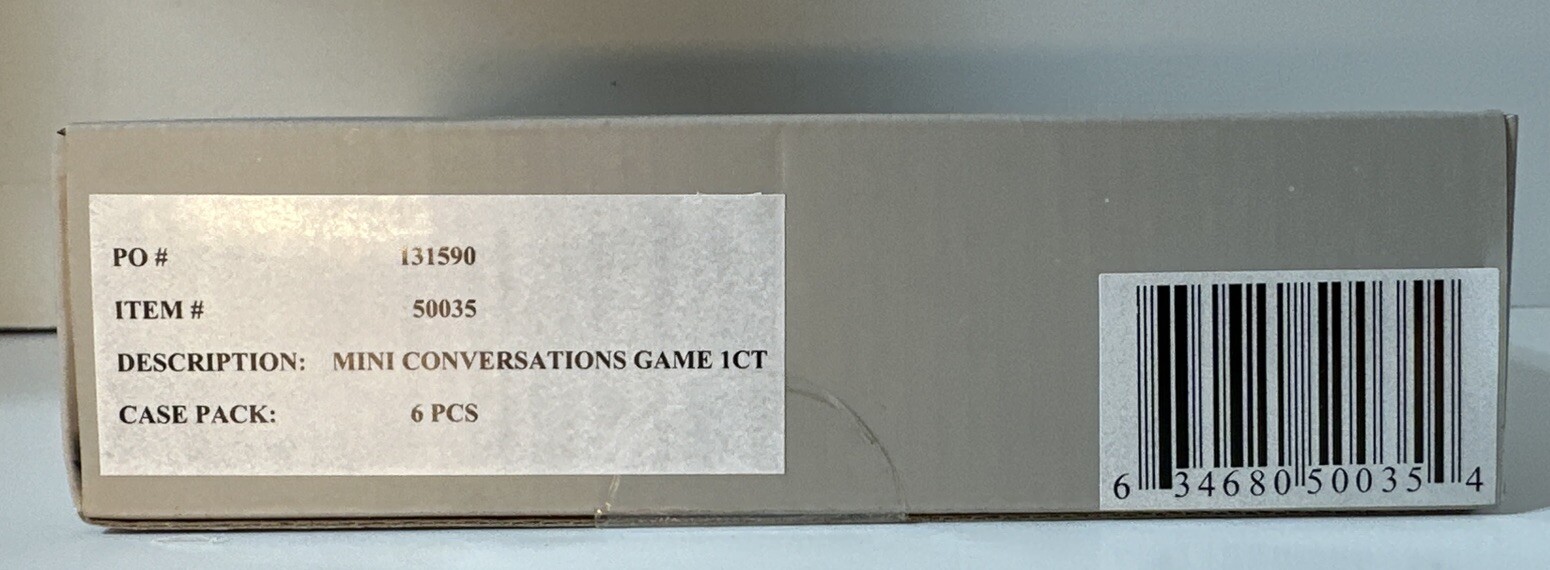 PO # 131590
ITEM # 50035
DESCRIPTION: MINI CONVERSATIONS GAME 1CT
CASE PACK: 6 PCS
6 34680 50035 4